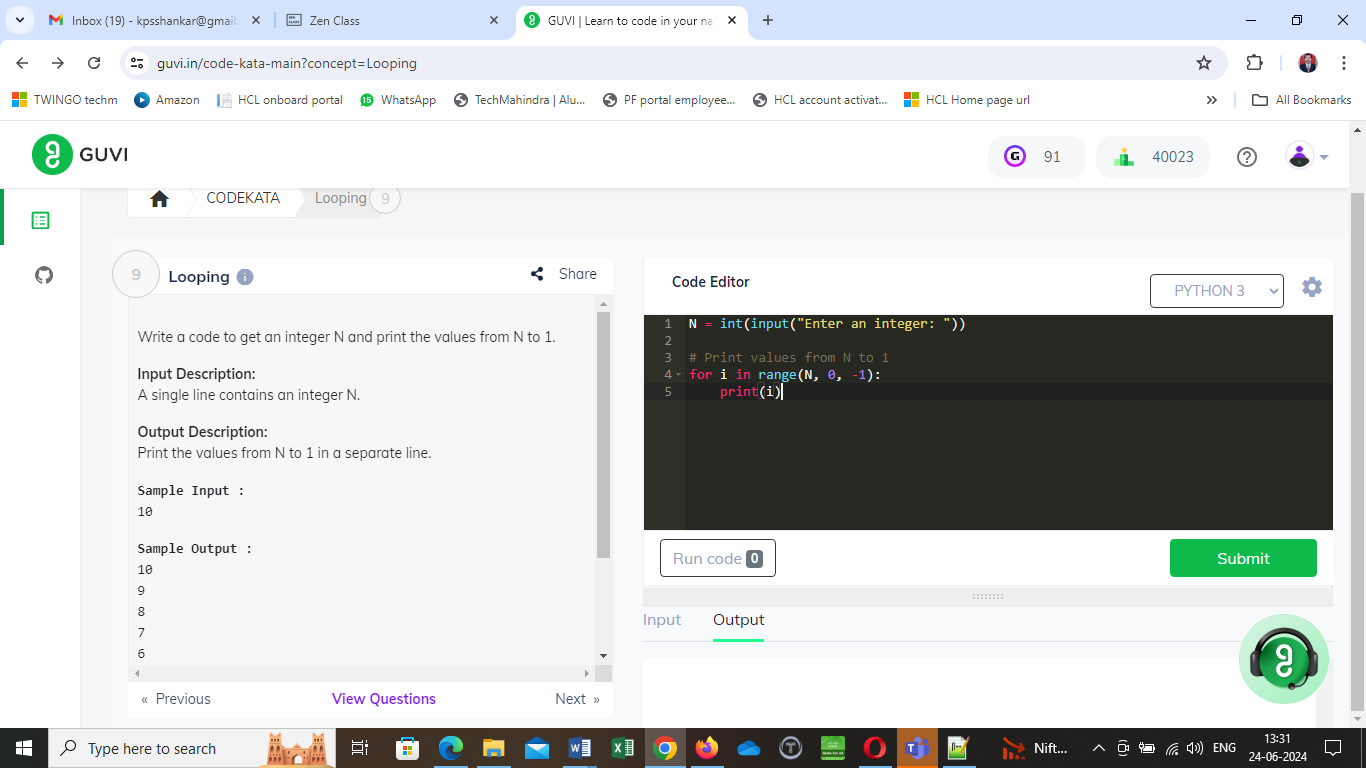 Inbox (19) - kpsshankar@gmail.
Zen Class
GUVI | Learn to code in your na
guvi.in/code-kata-main?concept=Looping
TWINGO techm
Amazon
HCL onboard portal
WhatsApp
TechMahindra | Alu...
PF portal employee...
HCL account activat...
HCL Home page url
»
All Bookmarks
GUVI
91
40023
CODEKATA
Looping
9
9
Looping
Share
Write a code to get an integer N and print the values from N to 1.
Input Description:
A single line contains an integer N.
Output Description:
Print the values from N to 1 in a separate line.
Sample Input :
10
Sample Output :
10
9
8
7
6
« Previous
View Questions
Next »
Code Editor
PYTHON 3
1 N = int(input("Enter an integer: "))
2
3 # Print values from N to 1
4 for i in range(N, 0, -1):
5     print(i)
Run code 0
Submit
Input
Output
Type here to search
Nift...
ENG
13:31
24-06-2024